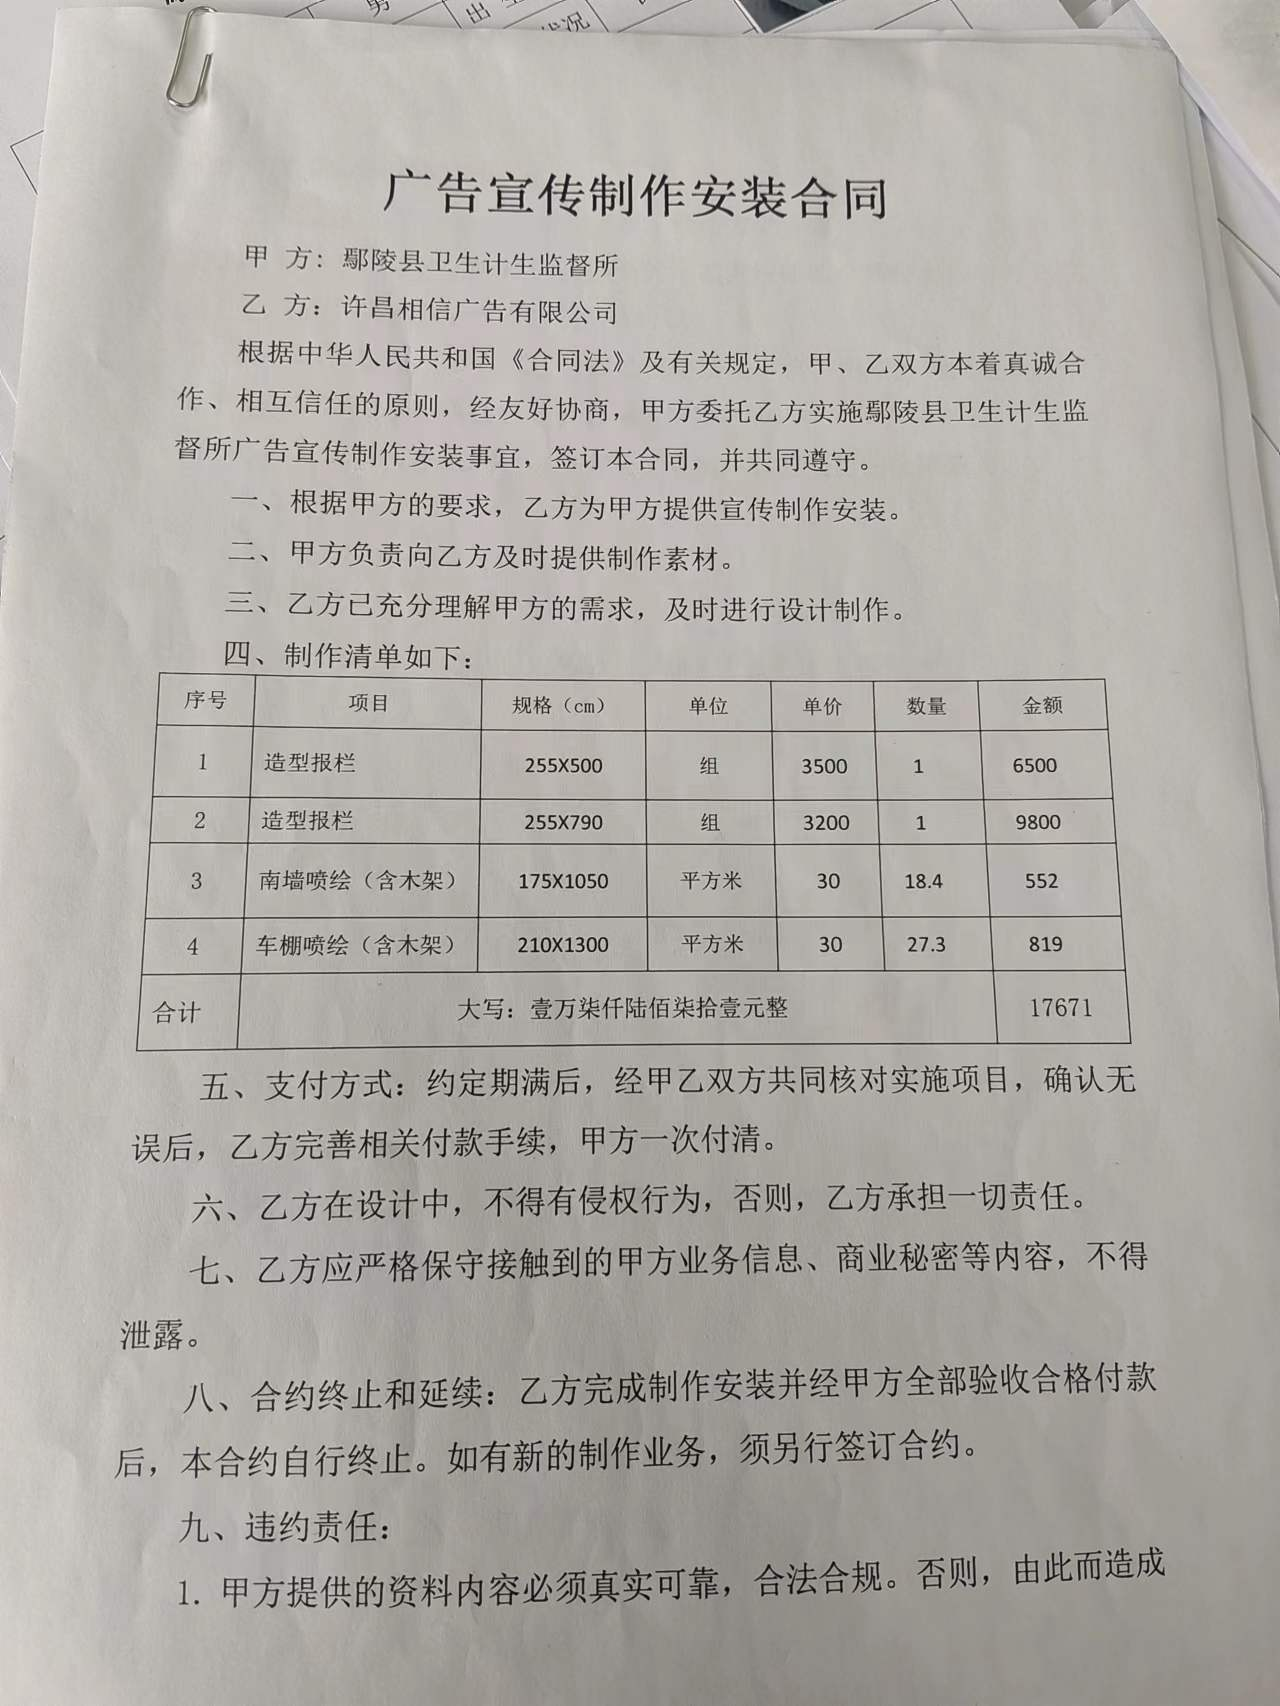 男
出
状况
广告宣传制作安装合同
甲 方：鄢陵县卫生计生监督所
乙 方：许昌相信广告有限公司
根据中华人民共和国《合同法》及有关规定，甲、乙双方本着真诚合
作、相互信任的原则，经友好协商，甲方委托乙方实施鄢陵县卫生计生监
督所广告宣传制作安装事宜，签订本合同，并共同遵守。
一、根据甲方的要求，乙方为甲方提供宣传制作安装。
二、甲方负责向乙方及时提供制作素材。
三、乙方已充分理解甲方的需求，及时进行设计制作。
四、制作清单如下：
序号 项目 规格（cm） 单位 单价 数量 金额
1 造型报栏 255X500 组 3500 1 6500
2 造型报栏 255X790 组 3200 1 9800
3 南墙喷绘（含木架） 175X1050 平方米 30 18.4 552
4 车棚喷绘（含木架） 210X1300 平方米 30 27.3 819
合计 大写：壹万柒仟陆佰柒拾壹元整 17671
五、支付方式：约定期满后，经甲乙双方共同核对实施项目，确认无
误后，乙方完善相关付款手续，甲方一次付清。
六、乙方在设计中，不得有侵权行为，否则，乙方承担一切责任。
七、乙方应严格保守接触到的甲方业务信息、商业秘密等内容，不得
泄露。
八、合约终止和延续：乙方完成制作安装并经甲方全部验收合格付款
后，本合约自行终止。如有新的制作业务，须另行签订合约。
九、违约责任：
1. 甲方提供的资料内容必须真实可靠，合法合规。否则，由此而造成